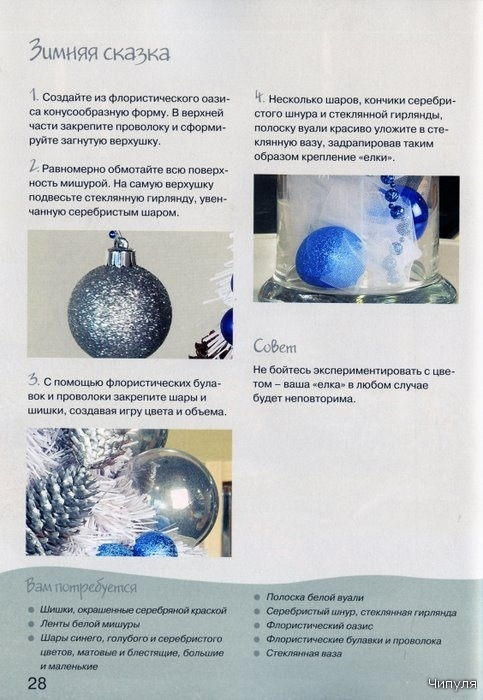 Зимняя сказка
1. Создайте из флористического оази-
са конусообразную форму. В верхней
части закрепите проволоку и сформи-
руйте загнутую верхушку.
2. Равномерно обмотайте всю поверх-
ность мишурой. На самую верхушку
подвесьте стеклянную гирлянду, увен-
чанную серебристым шаром.
3. С помощью флористических була-
вок и проволоки закрепите шары и
шишки, создавая игру цвета и объема.
4. Несколько шаров, кончики серебри-
стого шнура и стеклянной гирлянды,
полоску вуали красиво уложите в сте-
клянную вазу, задрапировав таким
образом крепление «елки».
Совет
Не бойтесь экспериментировать с цве-
том – ваша «елка» в любом случае
будет неповторима.
Вам потребуется
Шишки, окрашенные серебряной краской
Ленты белой мишуры
Шары синего, голубого и серебристого
цветов, матовые и блестящие, большие
и маленькие
Полоска белой вуали
Серебристый шнур, стеклянная гирлянда
Флористический оазис
Флористические булавки и проволока
Стеклянная ваза
28
Чипуля